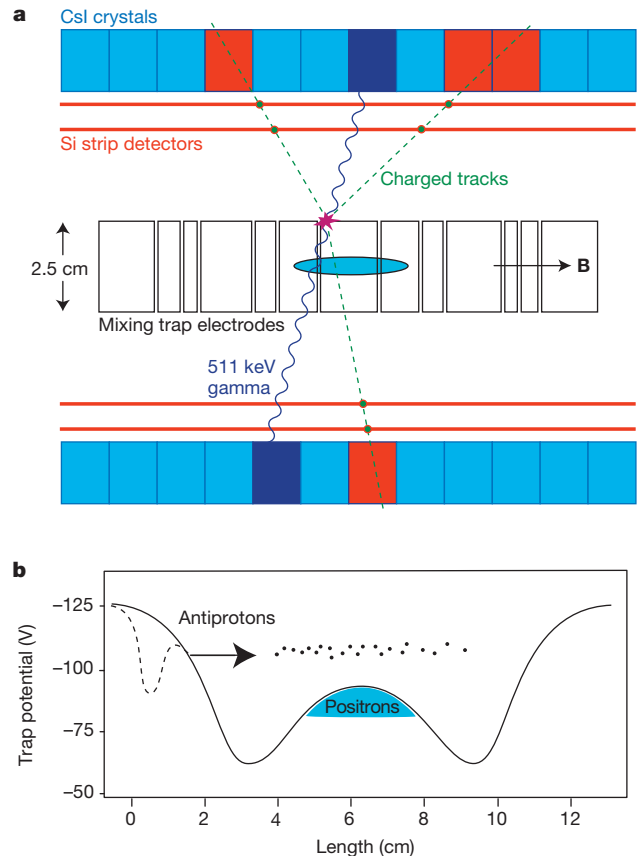 a
CsI crystals
Si strip detectors
Charged tracks
2.5 cm
B
Mixing trap electrodes
511 keV
gamma
b
Trap potential (V)
–125
–100
–75
–50
Antiprotons
Positrons
0 2 4 6 8 10 12
Length (cm)